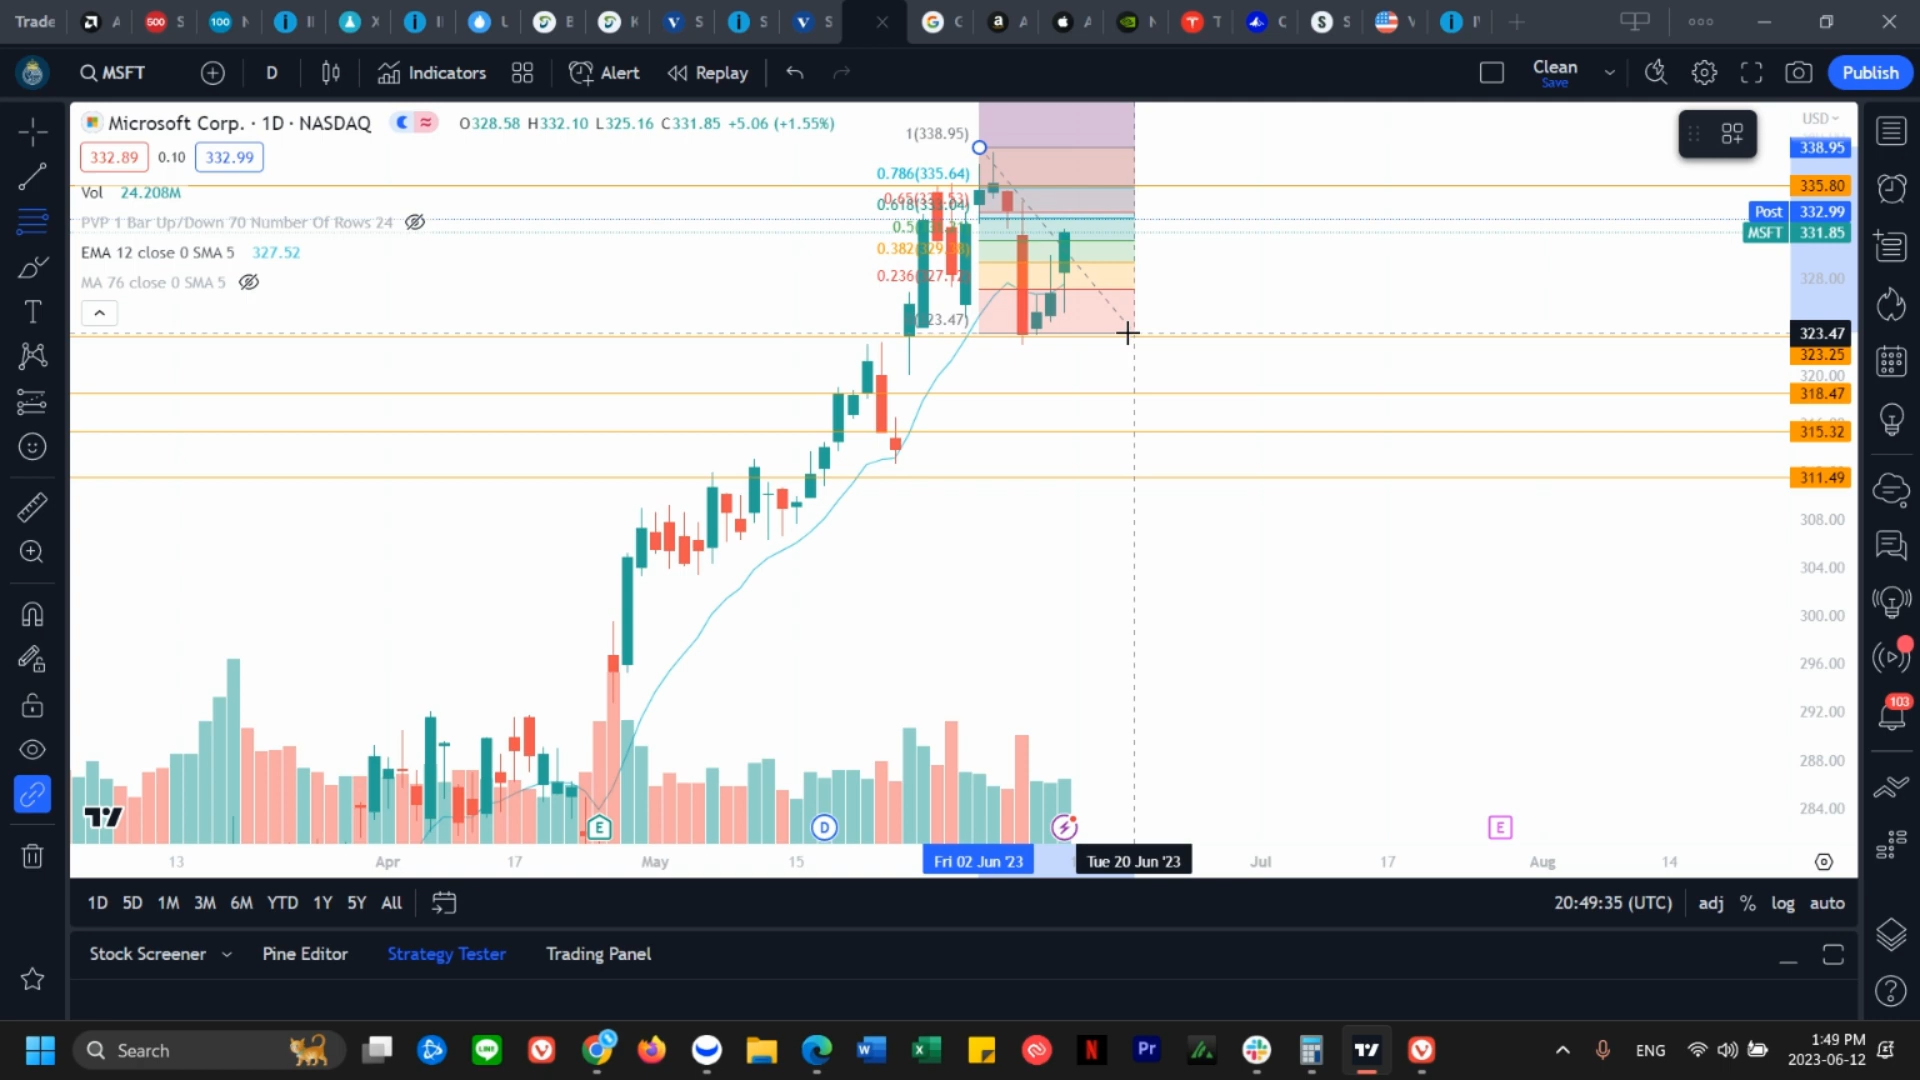 Trade
500
100
MSFT
D
Indicators
Alert
Replay
Clean
Save
Publish
Microsoft Corp. · 1D · NASDAQ
O328.58 H332.10 L325.16 C331.85 +5.06 (+1.55%)
332.89 0.10 332.99
Vol 24.208M
PVP 1 Bar Up/Down 70 Number Of Rows 24
EMA 12 close 0 SMA 5 327.52
MA 76 close 0 SMA 5
1(338.95)
0.786(335.64)
USD
338.95
335.80
Post 332.99
MSFT 331.85
328.00
323.47
323.25
320.00
318.47
315.32
311.49
308.00
304.00
300.00
296.00
292.00
288.00
284.00
E
D
E
13
Apr
17
May
15
Fri 02 Jun '23
Tue 20 Jun '23
Jul
17
Aug
14
1D 5D 1M 3M 6M YTD 1Y 5Y All
20:49:35 (UTC) adj % log auto
Stock Screener Pine Editor Strategy Tester Trading Panel
103
Search
ENG
1:49 PM
2023-06-12